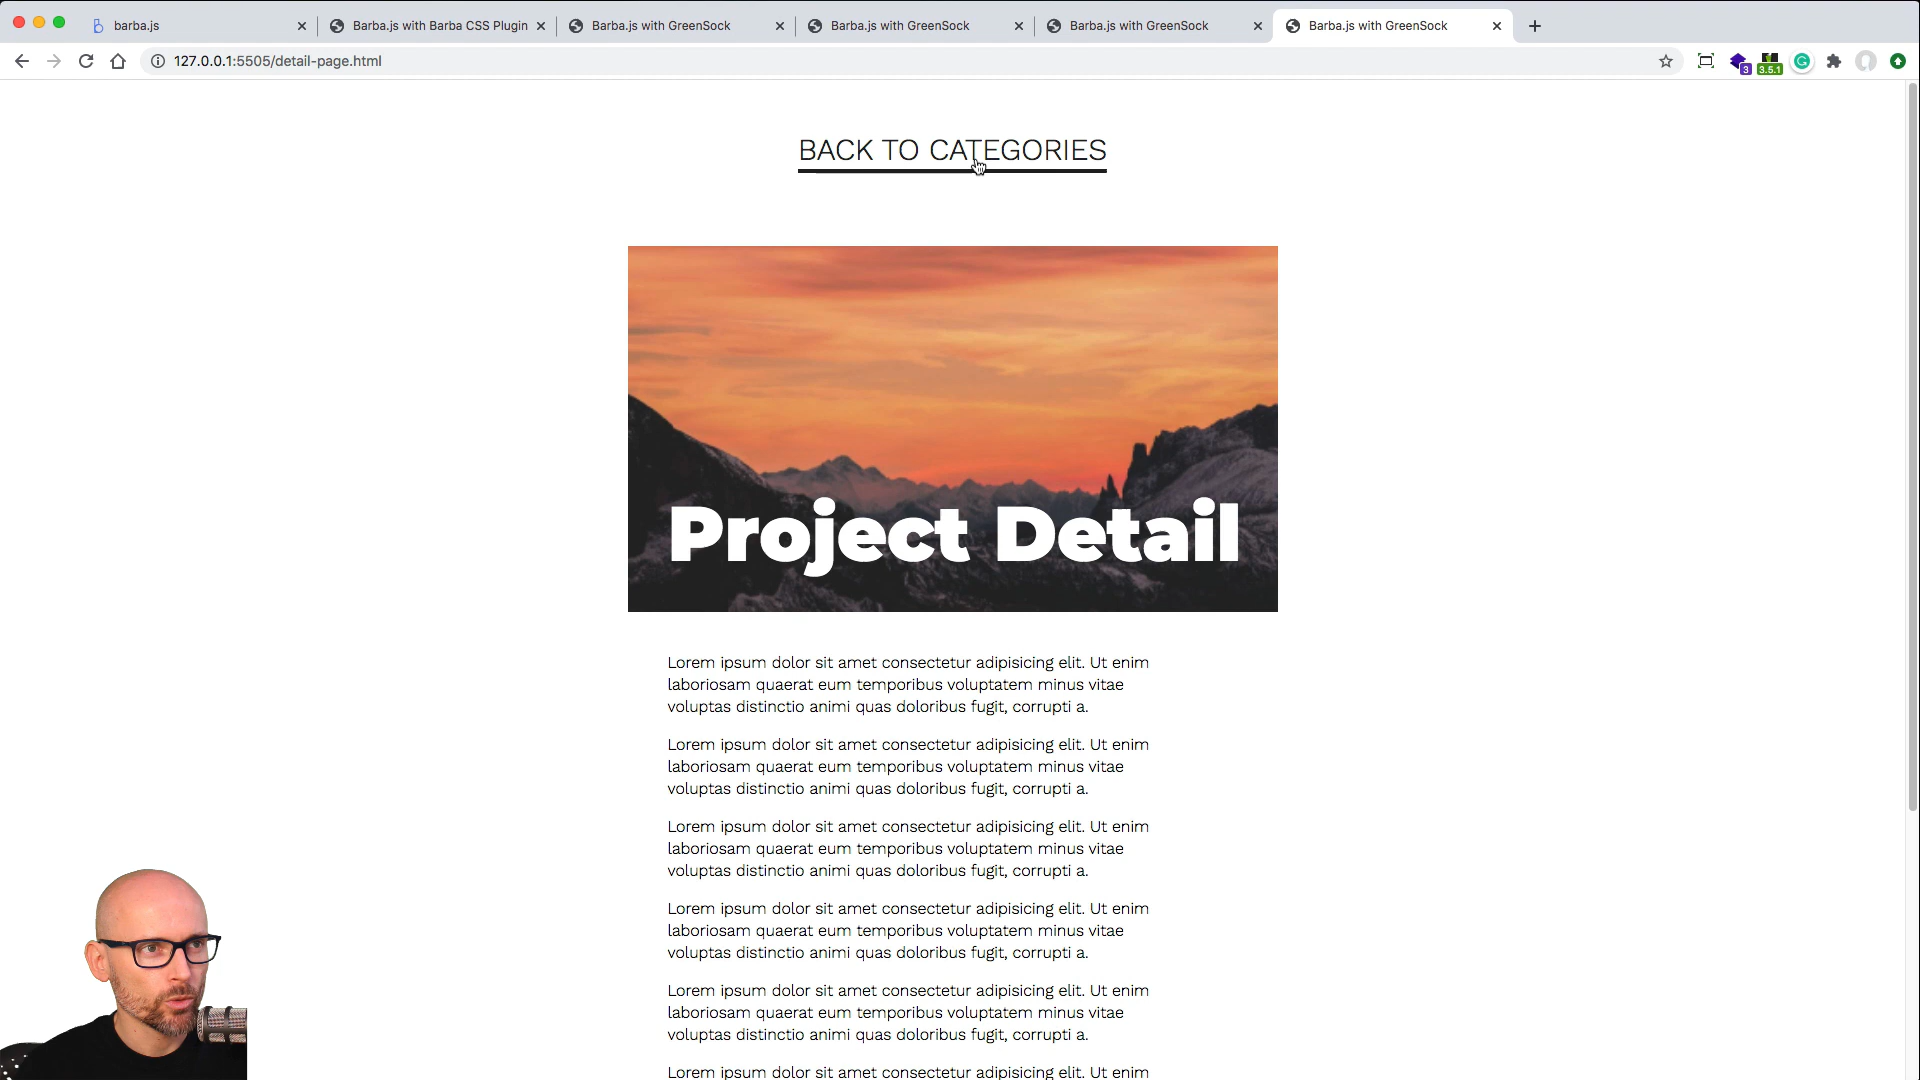 barba.js
Barba.js with Barba CSS Plugin
Barba.js with GreenSock
Barba.js with GreenSock
Barba.js with GreenSock
Barba.js with GreenSock
127.0.0.1:5505/detail-page.html
3
3.5.1
BACK TO CATEGORIES
Project Detail
Lorem ipsum dolor sit amet consectetur adipisicing elit. Ut enim
laboriosam quaerat eum temporibus voluptatem minus vitae
voluptas distinctio animi quas doloribus fugit, corrupti a.
Lorem ipsum dolor sit amet consectetur adipisicing elit. Ut enim
laboriosam quaerat eum temporibus voluptatem minus vitae
voluptas distinctio animi quas doloribus fugit, corrupti a.
Lorem ipsum dolor sit amet consectetur adipisicing elit. Ut enim
laboriosam quaerat eum temporibus voluptatem minus vitae
voluptas distinctio animi quas doloribus fugit, corrupti a.
Lorem ipsum dolor sit amet consectetur adipisicing elit. Ut enim
laboriosam quaerat eum temporibus voluptatem minus vitae
voluptas distinctio animi quas doloribus fugit, corrupti a.
Lorem ipsum dolor sit amet consectetur adipisicing elit. Ut enim
laboriosam quaerat eum temporibus voluptatem minus vitae
voluptas distinctio animi quas doloribus fugit, corrupti a.
Lorem ipsum dolor sit amet consectetur adipisicing elit. Ut enim